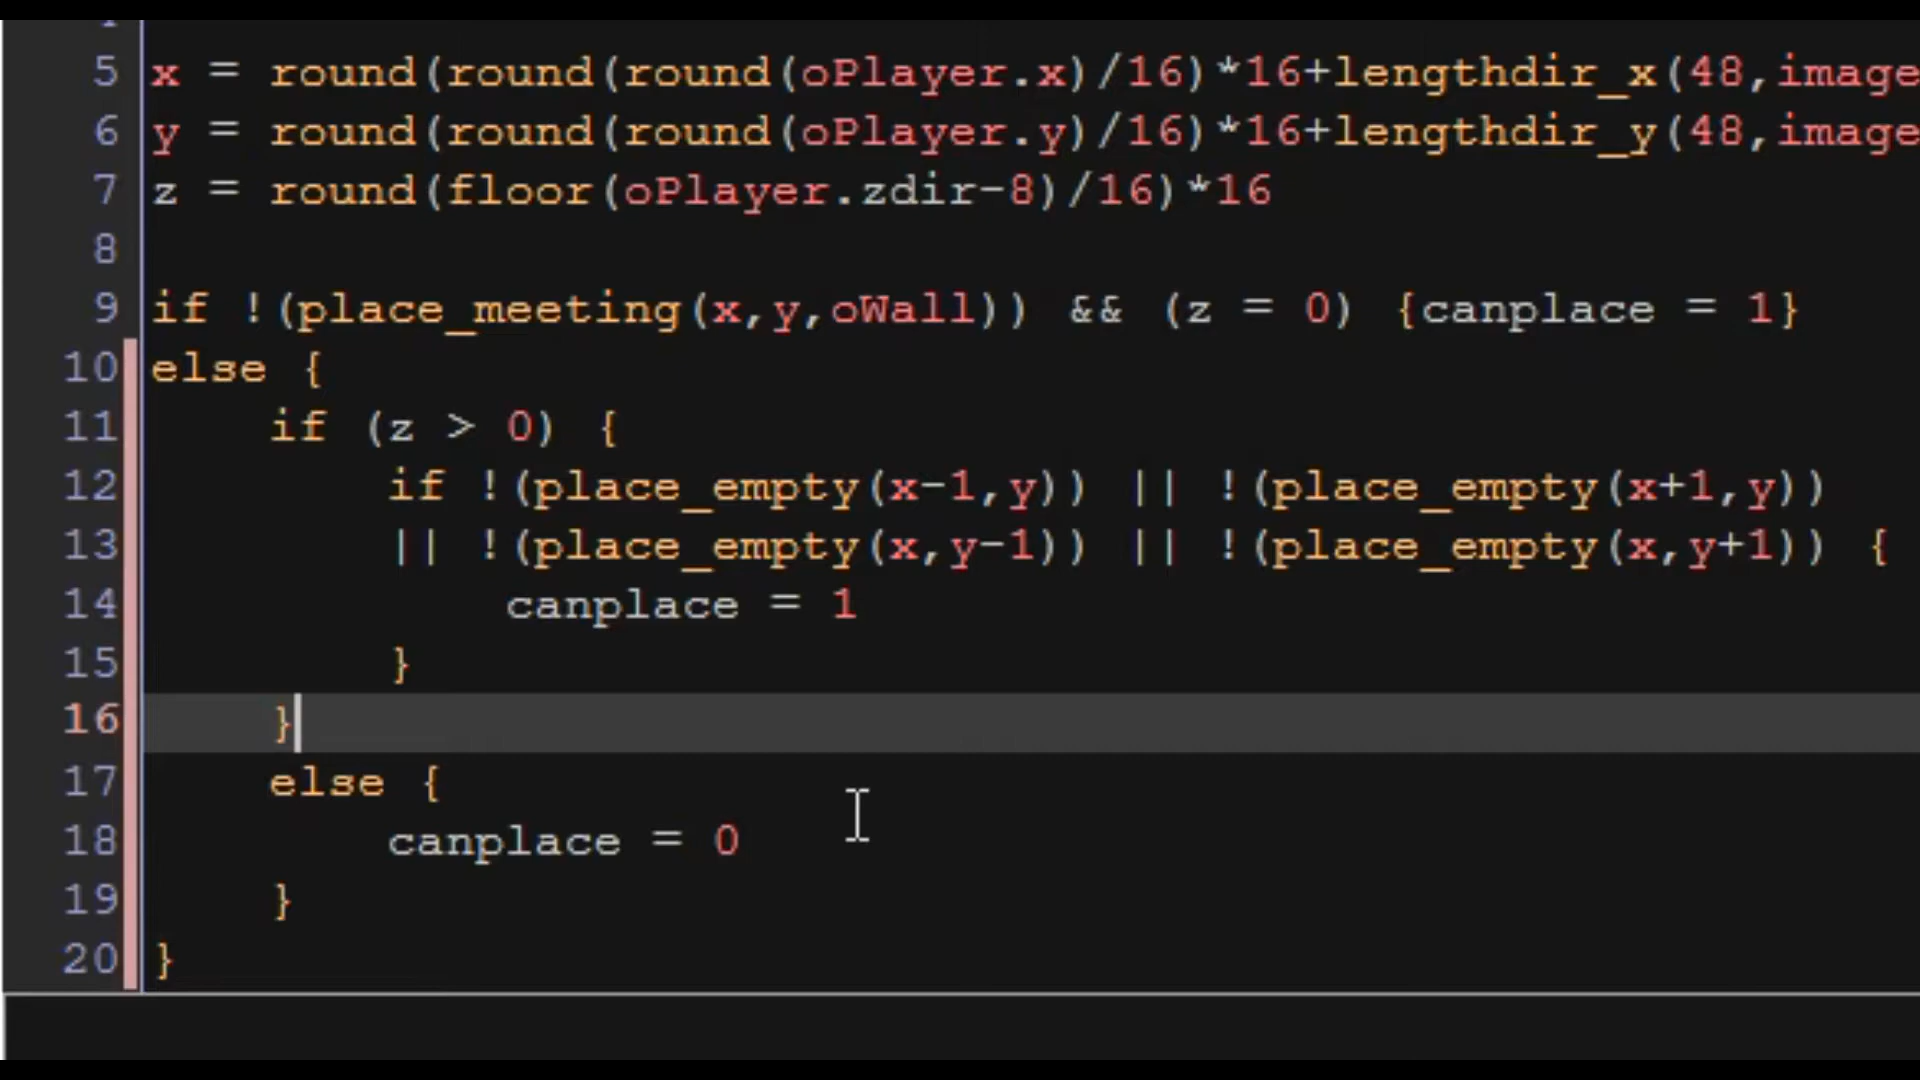 5 x = round(round(round(oPlayer.x)/16)*16+lengthdir_x(48,image
6 y = round(round(round(oPlayer.y)/16)*16+lengthdir_y(48,image
7 z = round(floor(oPlayer.zdir-8)/16)*16
8
9 if !(place_meeting(x,y,oWall)) && (z = 0) {canplace = 1}
10 else {
11 if (z > 0) {
12 if !(place_empty(x-1,y)) || !(place_empty(x+1,y))
13 || !(place_empty(x,y-1)) || !(place_empty(x,y+1)) {
14 canplace = 1
15 }
16 }
17 else {
18 canplace = 0
19 }
20 }